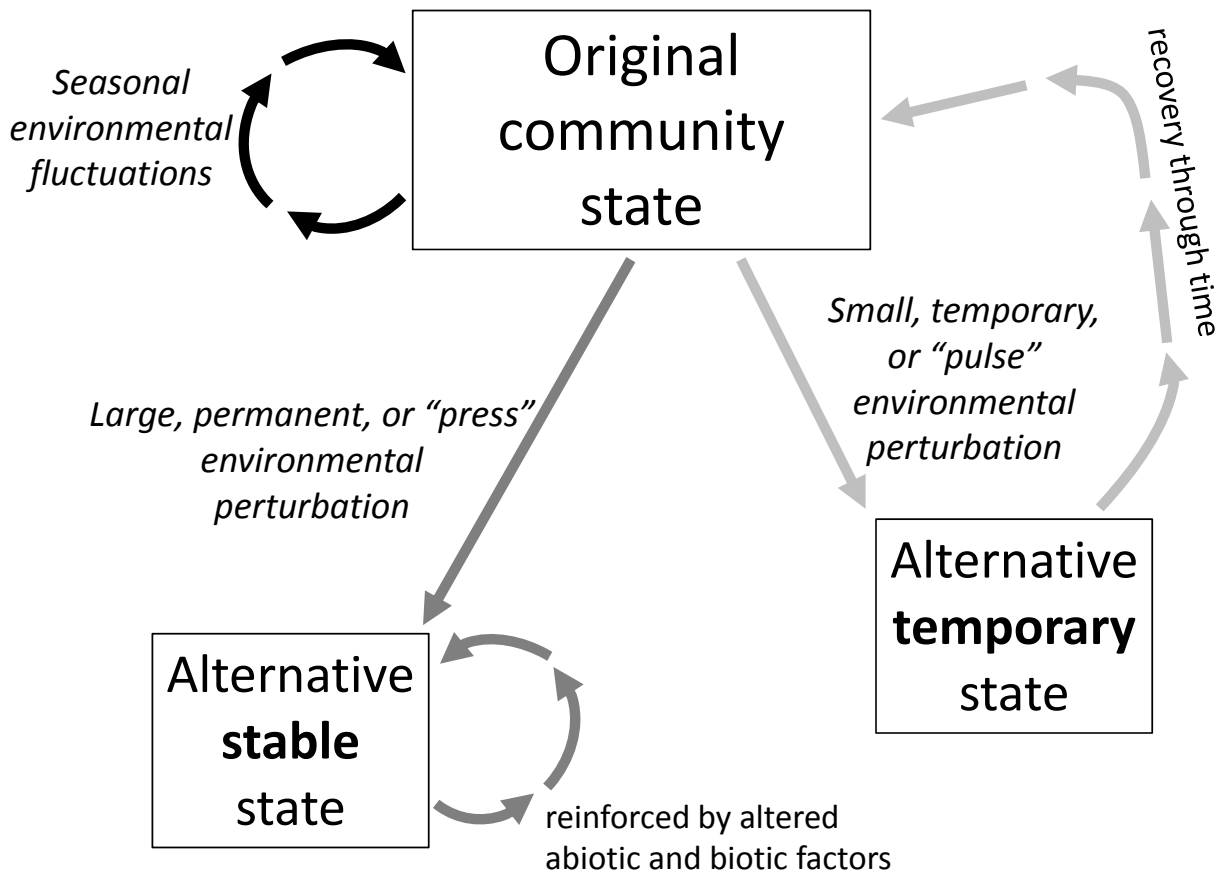 Original
community
state
Seasonal
environmental
fluctuations
recovery through time
Small, temporary,
or “pulse”
environmental
perturbation
Large, permanent, or “press”
environmental
perturbation
Alternative
temporary
state
Alternative
stable
state
reinforced by altered
abiotic and biotic factors